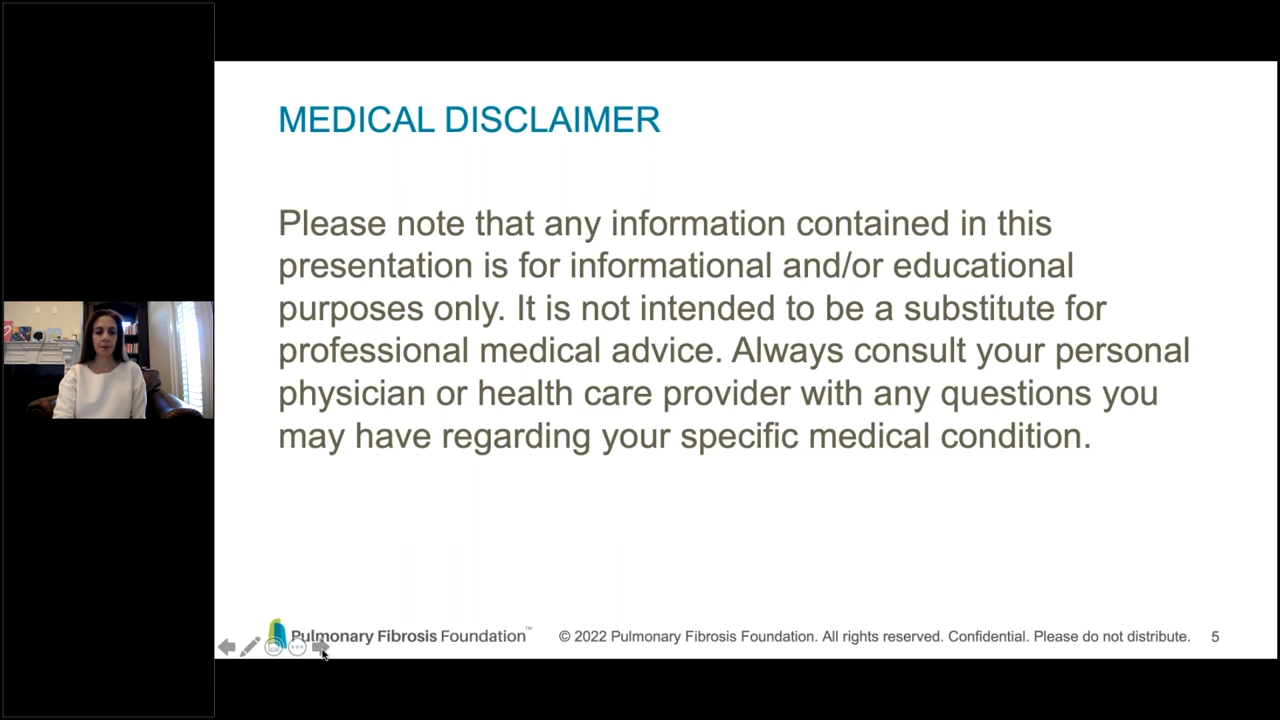 MEDICAL DISCLAIMER
Please note that any information contained in this
presentation is for informational and/or educational
purposes only. It is not intended to be a substitute for
professional medical advice. Always consult your personal
physician or health care provider with any questions you
may have regarding your specific medical condition.
Pulmonary Fibrosis Foundation™ © 2022 Pulmonary Fibrosis Foundation. All rights reserved. Confidential. Please do not distribute. 5